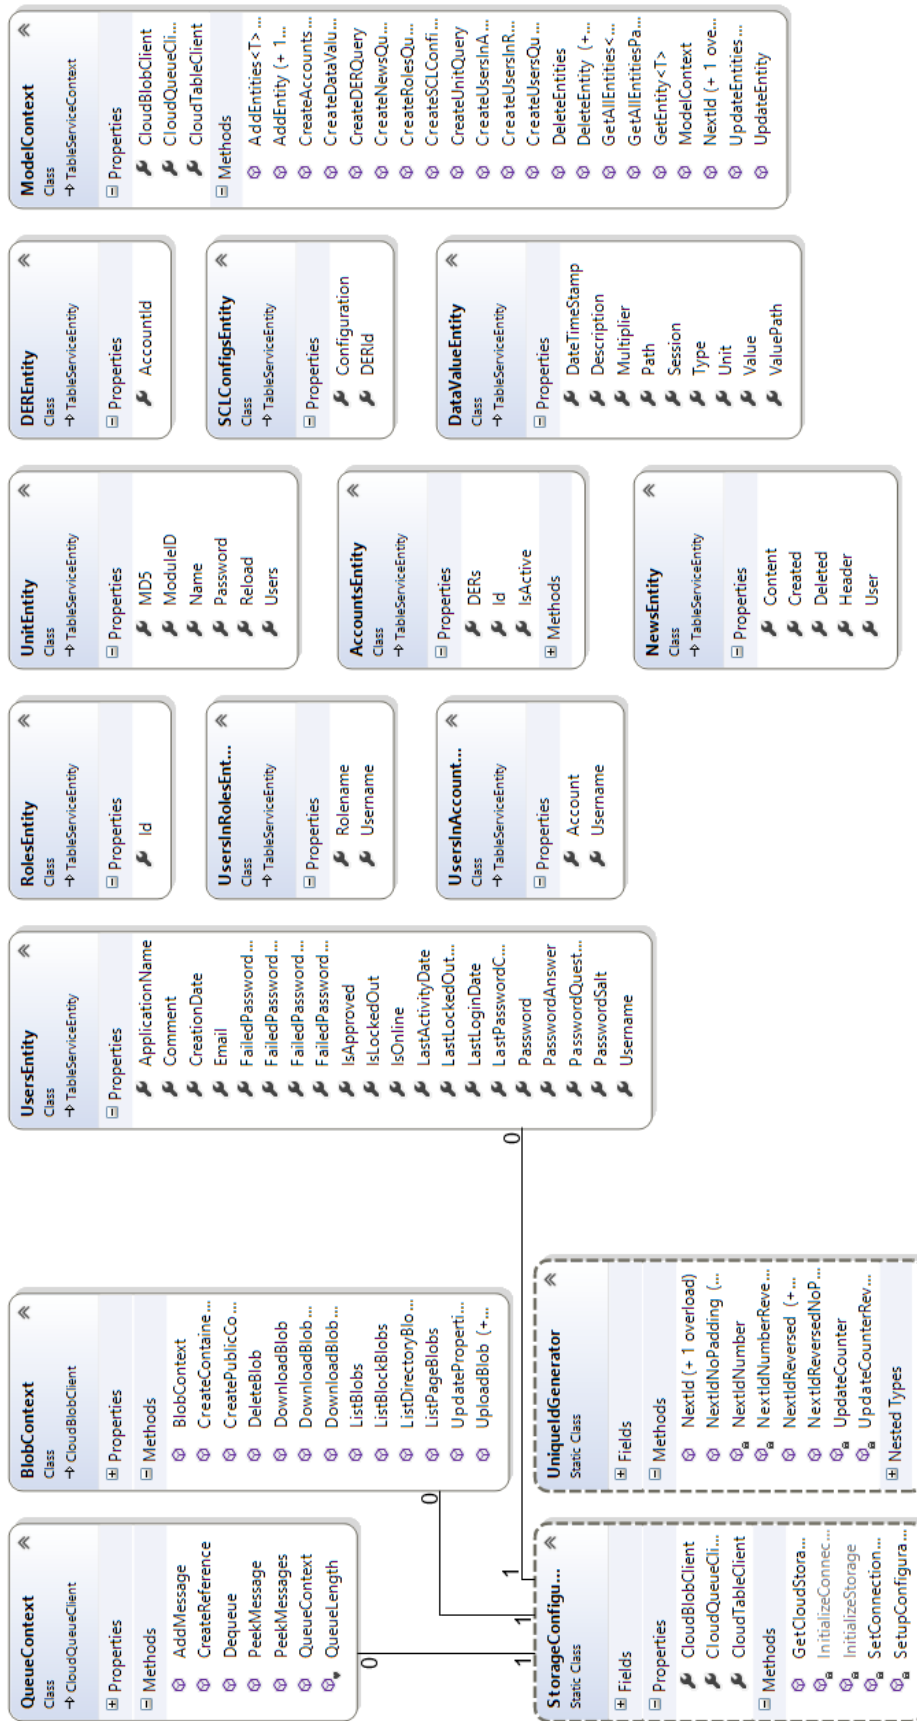 QueueContext
Class
→ CloudQueueClient
Properties
Methods
AddMessage
CreateReference
Dequeue
PeekMessage
PeekMessages
QueueContext
QueueLength
BlobContext
Class
→ CloudBlobClient
Properties
Methods
BlobContext
CreateContaine...
CreatePublicCo...
DeleteBlob
DownloadBlob
DownloadBlob...
DownloadBlob...
ListBlobs
ListBlockBlobs
ListDirectoryBlo...
ListPageBlobs
UpdateProperti...
UploadBlob (+...
UsersEntity
Class
→ TableServiceEntity
Properties
ApplicationName
Comment
CreationDate
Email
FailedPassword...
FailedPassword...
FailedPassword...
FailedPassword...
IsApproved
IsLockedOut
IsOnline
LastActivityDate
LastLockedOut...
LastLoginDate
LastPasswordC...
Password
PasswordAnswer
PasswordQuest...
PasswordSalt
Username
RolesEntity
Class
→ TableServiceEntity
Properties
Id
UsersInRolesEnt...
Class
→ TableServiceEntity
Properties
Rolename
Username
UsersInAccount...
Class
→ TableServiceEntity
Properties
Account
Username
UnitEntity
Class
→ TableServiceEntity
Properties
MD5
ModuleID
Name
Password
Reload
Users
AccountsEntity
Class
→ TableServiceEntity
Properties
DERs
Id
IsActive
Methods
NewsEntity
Class
→ TableServiceEntity
Properties
Content
Created
Deleted
Header
User
DEREntity
Class
→ TableServiceEntity
Properties
AccountId
SCLConfigsEntity
Class
→ TableServiceEntity
Properties
Configuration
DERId
DataValueEntity
Class
→ TableServiceEntity
Properties
DateTimeStamp
Description
Multiplier
Path
Session
Type
Unit
Value
ValuePath
ModelContext
Class
→ TableServiceContext
Properties
CloudBlobClient
CloudQueueCli...
CloudTableClient
Methods
AddEntities<T> ...
AddEntity (+ 1...
CreateAccounts...
CreateDataValu...
CreateDERQuery
CreateNewsQu...
CreateRolesQu...
CreateSCLConfi...
CreateUnitQuery
CreateUsersInA...
CreateUsersInR...
CreateUsersQu...
DeleteEntities
DeleteEntity (+...
GetAllEntities<...
GetAllEntitiesPa...
GetEntity<T>
ModelContext
NextId (+ 1 ove...
UpdateEntities...
UpdateEntity
0
1
0
1
0
1
StorageConfigu...
Static Class
Fields
Properties
CloudBlobClient
CloudQueueCli...
CloudTableClient
Methods
GetCloudStora...
InitializeConnec...
InitializeStorage
SetConnection...
SetupConfigura...
UniqueIdGenerator
Static Class
Fields
Methods
NextId (+ 1 overload)
NextIdNoPadding (...
NextIdNumber
NextIdNumberReve...
NextIdReversed (+...
NextIdReversedNoP...
UpdateCounter
UpdateCounterRev...
Nested Types